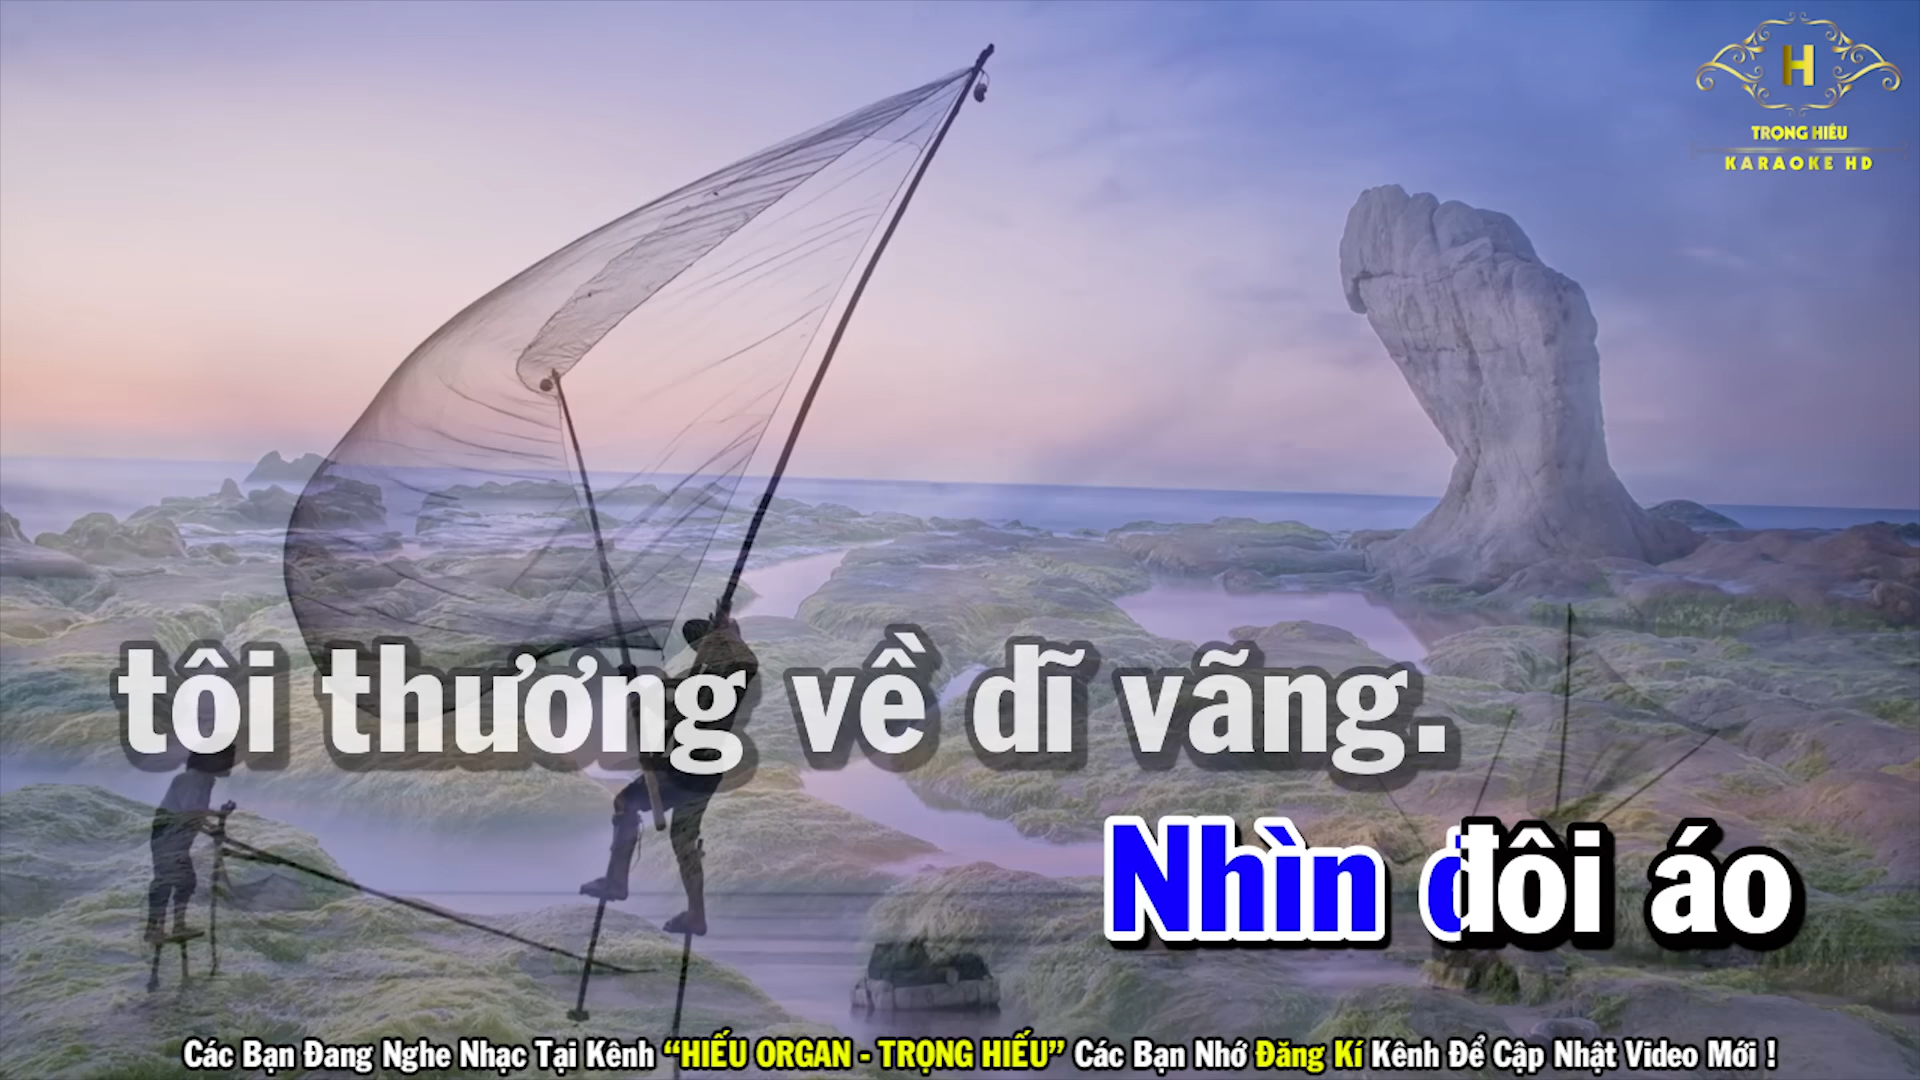 H
TRỌNG HIẾU
KARAOKE HD
tôi thương về dĩ vãng.
Nhìn đôi áo
Các Bạn Đang Nghe Nhạc Tại Kênh “HIẾU ORGAN - TRỌNG HIẾU” Các Bạn Nhớ Đăng Kí Kênh Để Cập Nhật Video Mới !